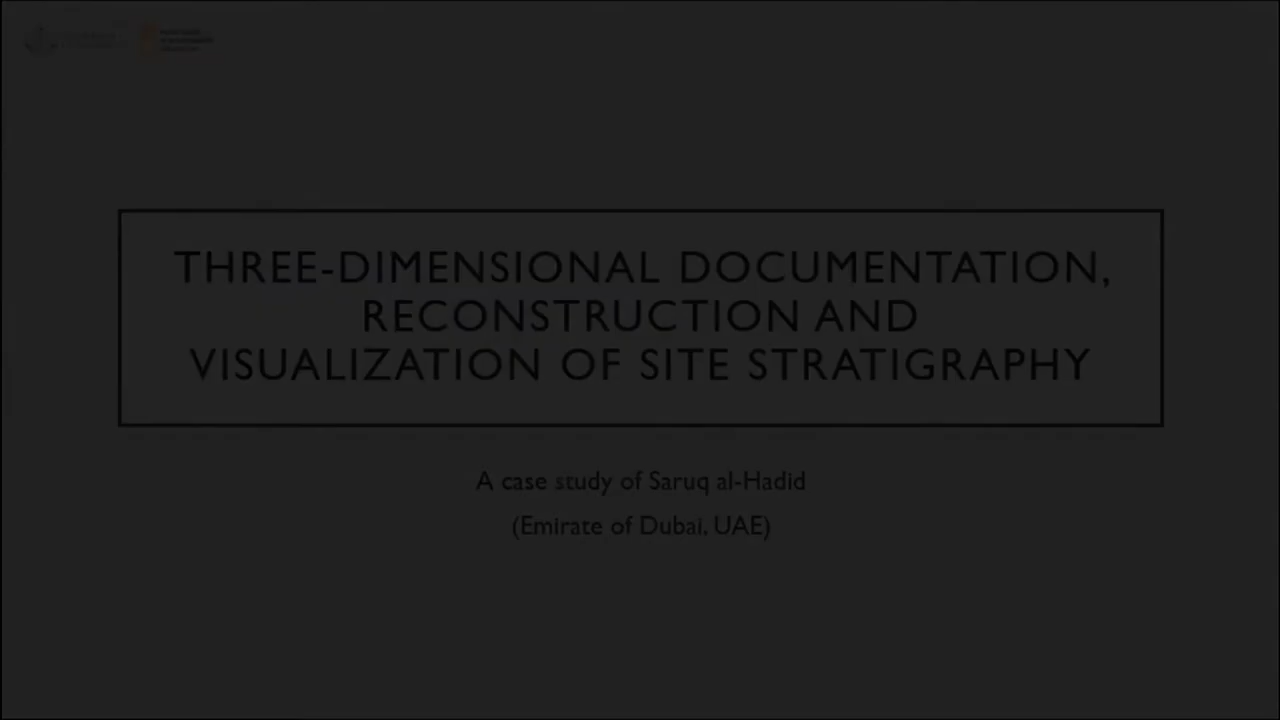 THREE-DIMENSIONAL DOCUMENTATION,
RECONSTRUCTION AND
VISUALIZATION OF SITE STRATIGRAPHY
A case study of Saruq al-Hadid
(Emirate of Dubai, UAE)